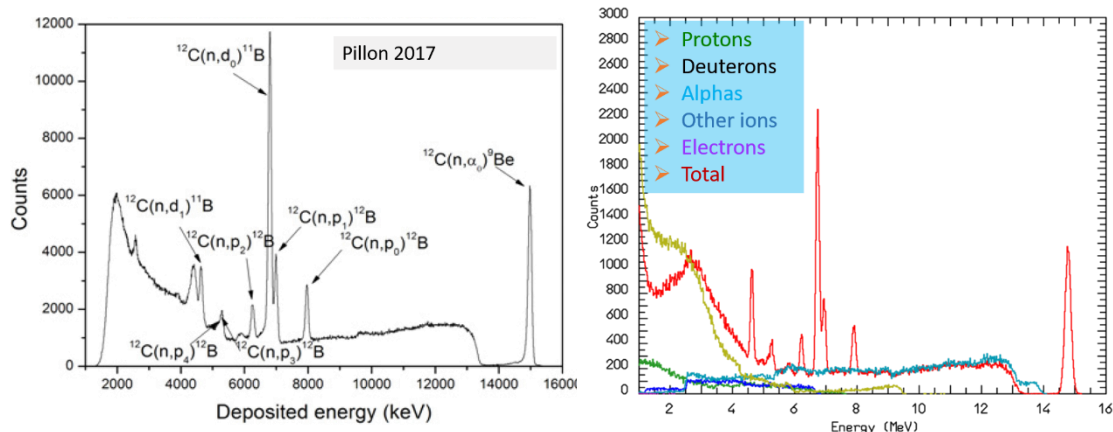 12000
10000
8000
6000
4000
2000
0
Counts
Pillon 2017
¹²C(n,d₀)¹¹B
¹²C(n,α₀)⁹Be
¹²C(n,d₁)¹¹B
¹²C(n,p₁)¹²B
¹²C(n,p₂)¹²B
¹²C(n,p₀)¹²B
¹²C(n,p₄)¹²B
¹²C(n,p₃)¹²B
2000 4000 6000 8000 10000 12000 14000 16000
Deposited energy (keV)
3000
2800
2600
2400
2200
2000
1800
1600
1400
1200
1000
800
600
400
200
0
Counts
Protons
Deuterons
Alphas
Other ions
Electrons
Total
2 4 6 8 10 12 14 16
Energy (MeV)